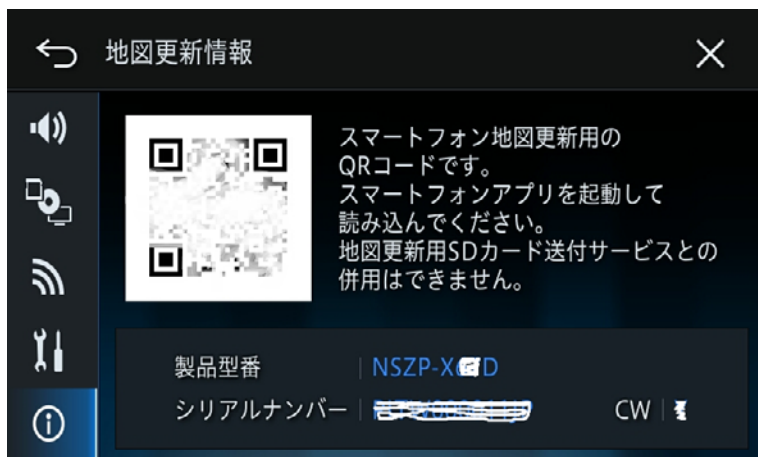 地図更新情報
スマートフォン地図更新用の
QRコードです。
スマートフォンアプリを起動して
読み込んでください。
地図更新用SDカード送付サービスとの
併用はできません。
製品型番 NSZP-X D
シリアルナンバー CW